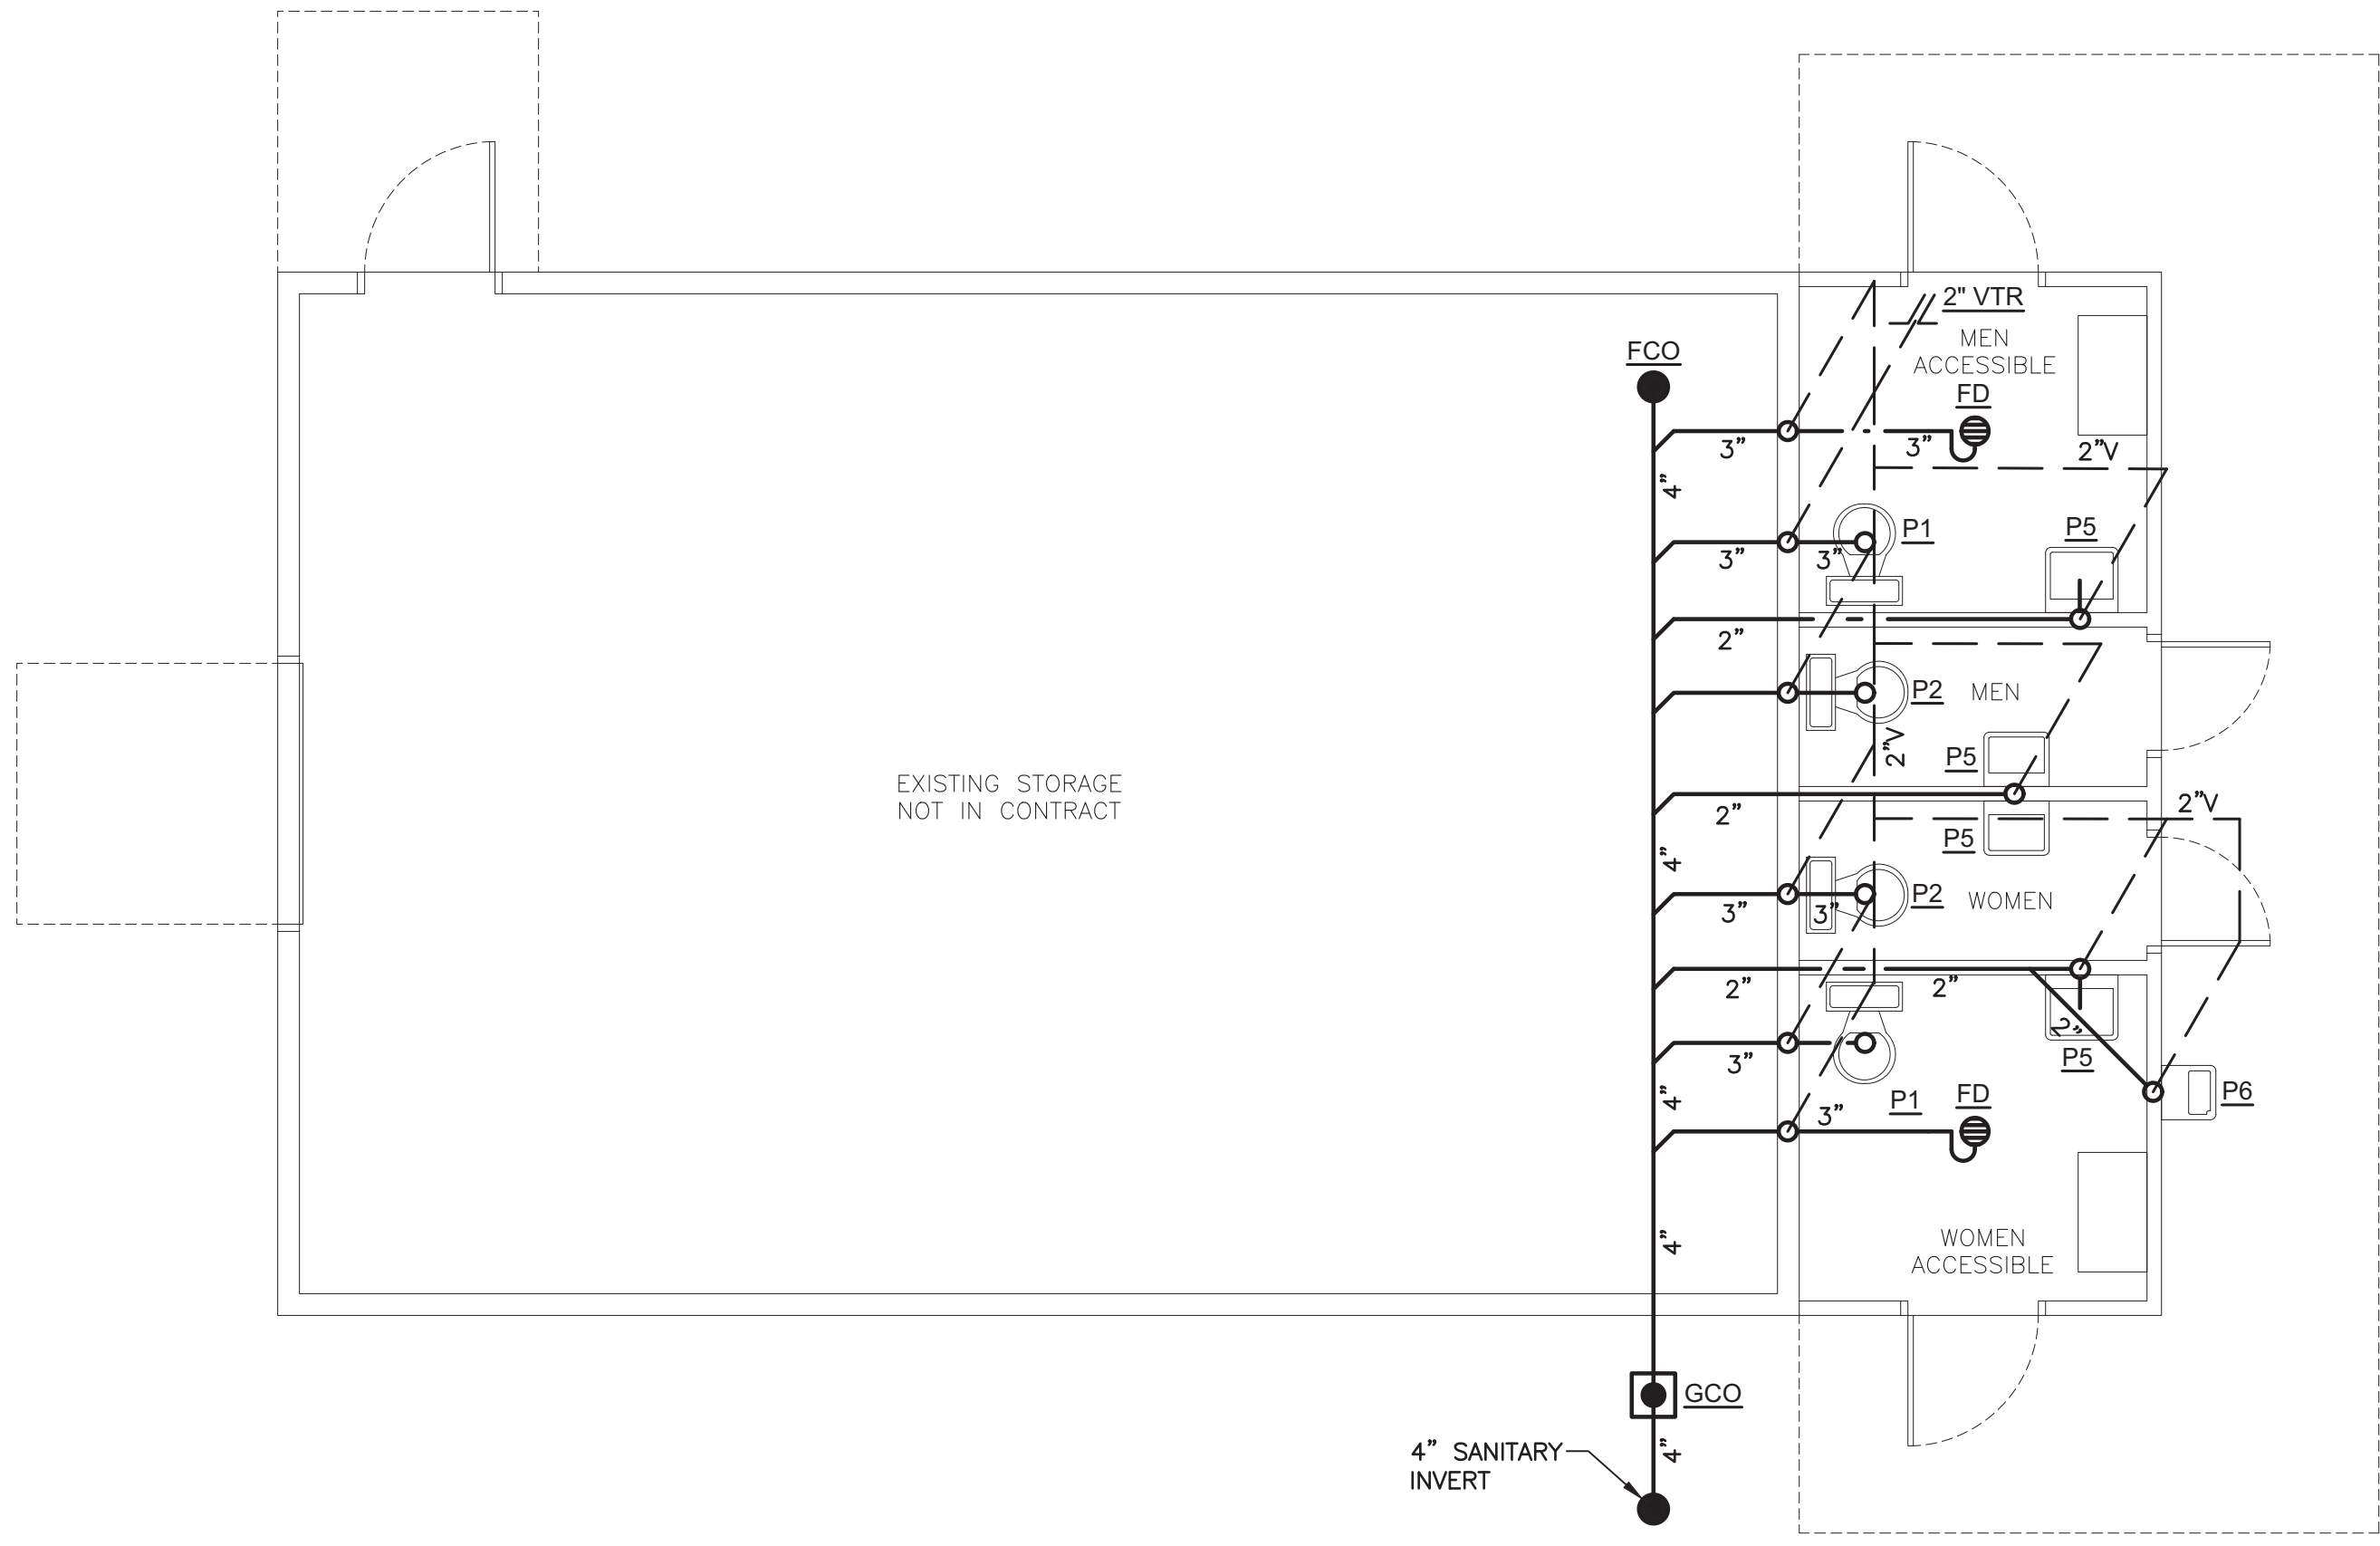 2" VTR
MEN
ACCESSIBLE
FCO
FD
3”
3”
2”V
4”
P1
P5
3”
3”
2”
P2
MEN
2”V
P5
2”
2”V
EXISTING STORAGE
NOT IN CONTRACT
P5
4”
P2
WOMEN
3”
3”
2”
2”
2”
P5
3”
P6
4”
P1
FD
3”
WOMEN
ACCESSIBLE
4”
GCO
4” SANITARY
INVERT
4”